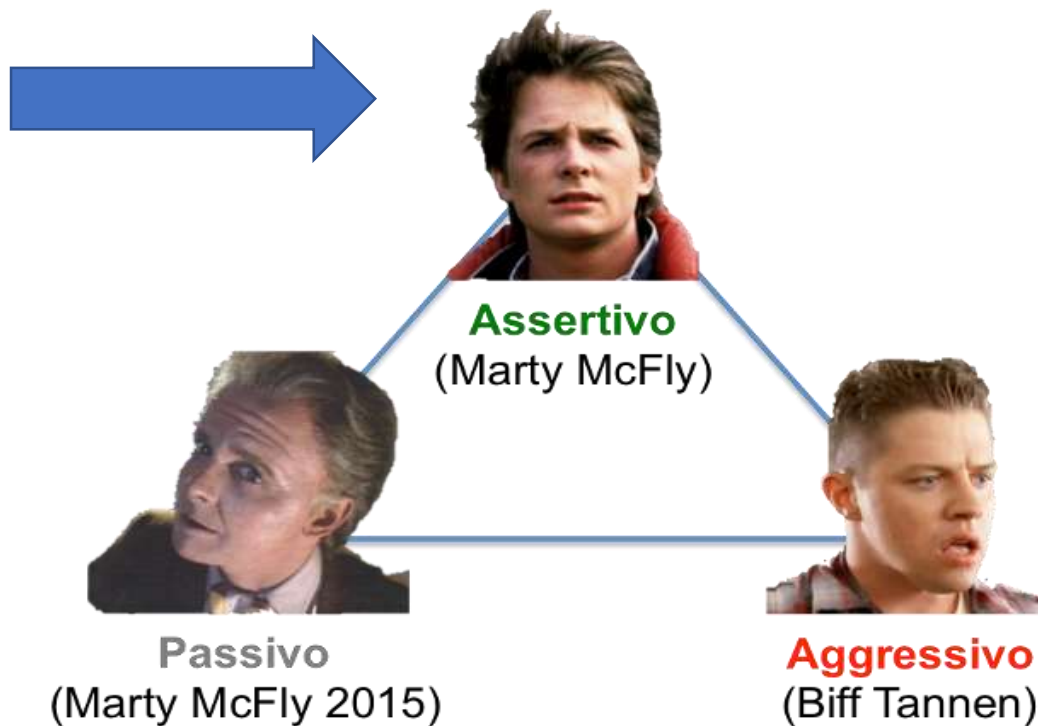 Assertivo
(Marty McFly)
Passivo
(Marty McFly 2015)
Aggressivo
(Biff Tannen)